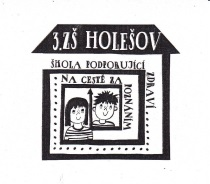 3.ZŠ HOLEŠOV
ŠKOLA PODPORUJÍCÍ
ZDRAVÍ
NA CESTĚ ZA
POZNÁNÍM